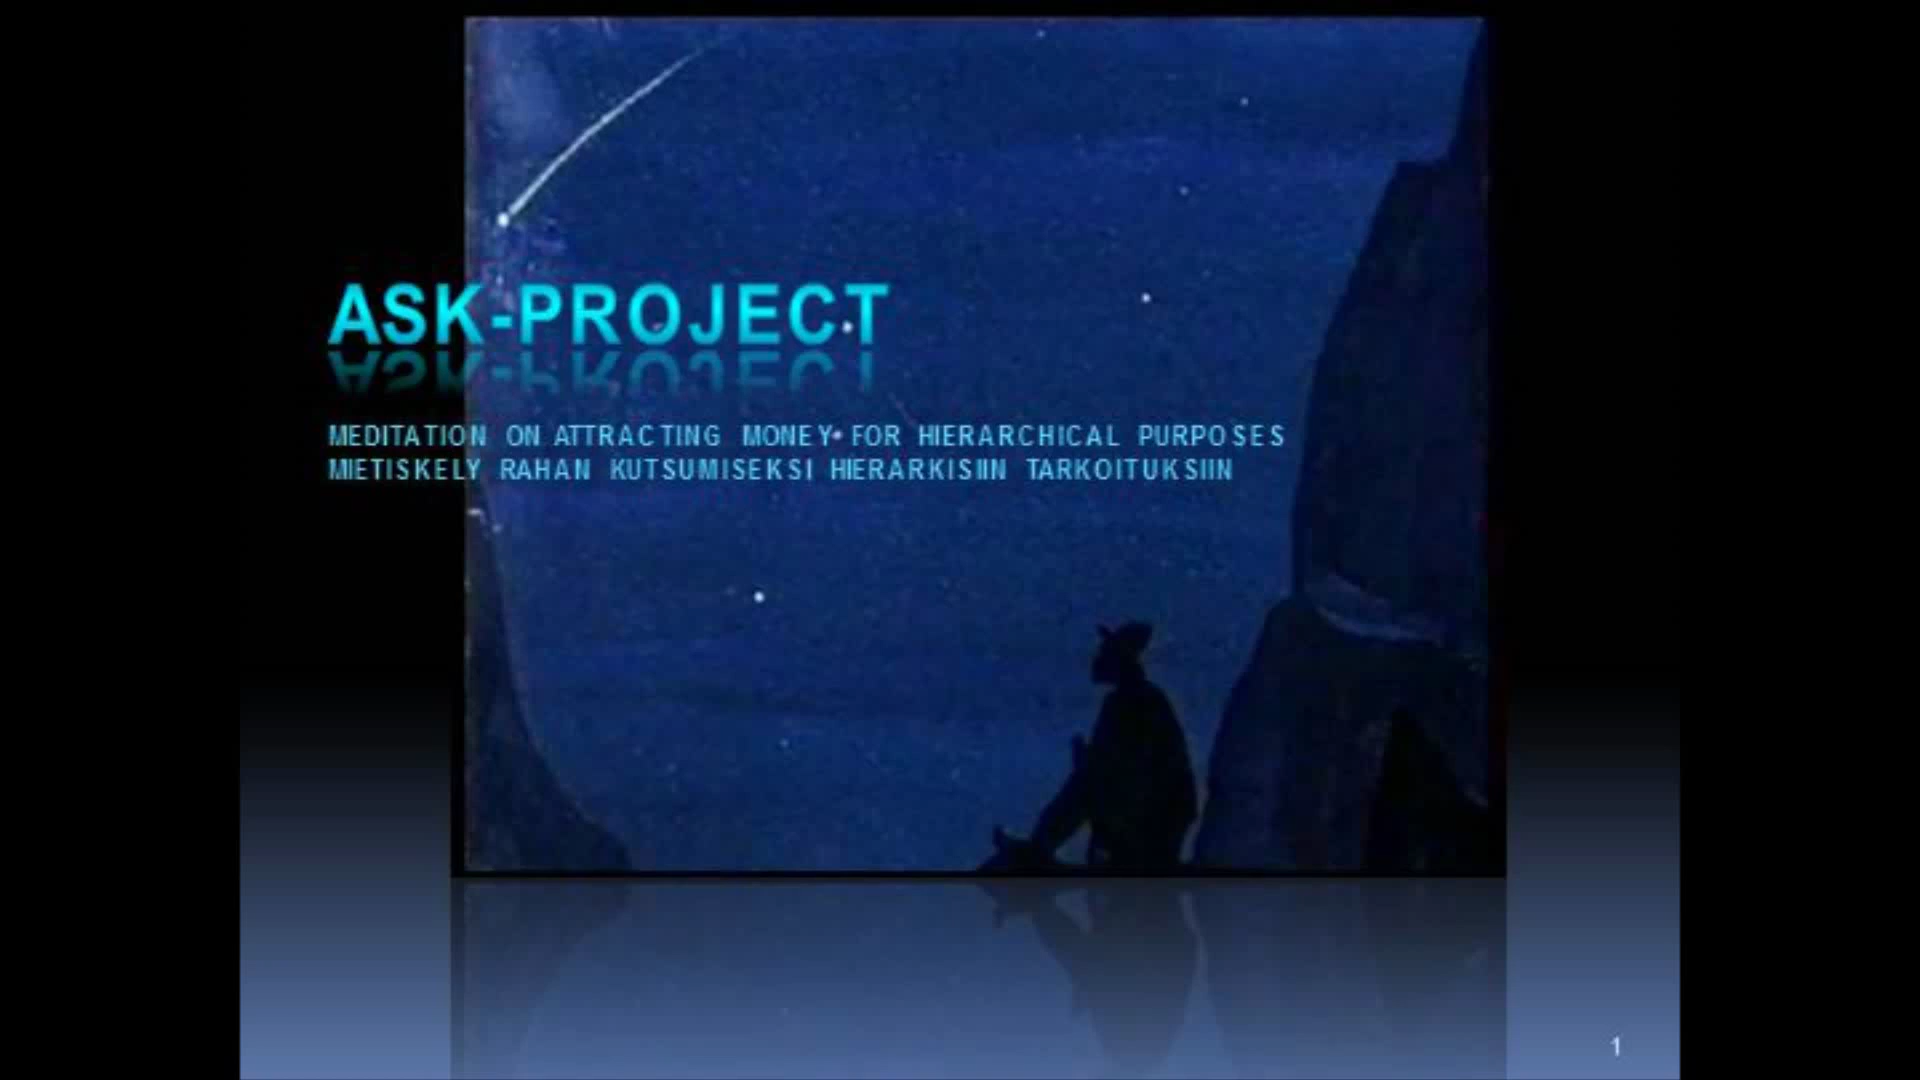 ASK-PROJECT
MEDITATION ON ATTRACTING MONEY FOR HIERARCHICAL PURPOSES
MIETISKELY RAHAN KUTSUMISEKSI HIERARKISIIN TARKOITUKSIIN
1